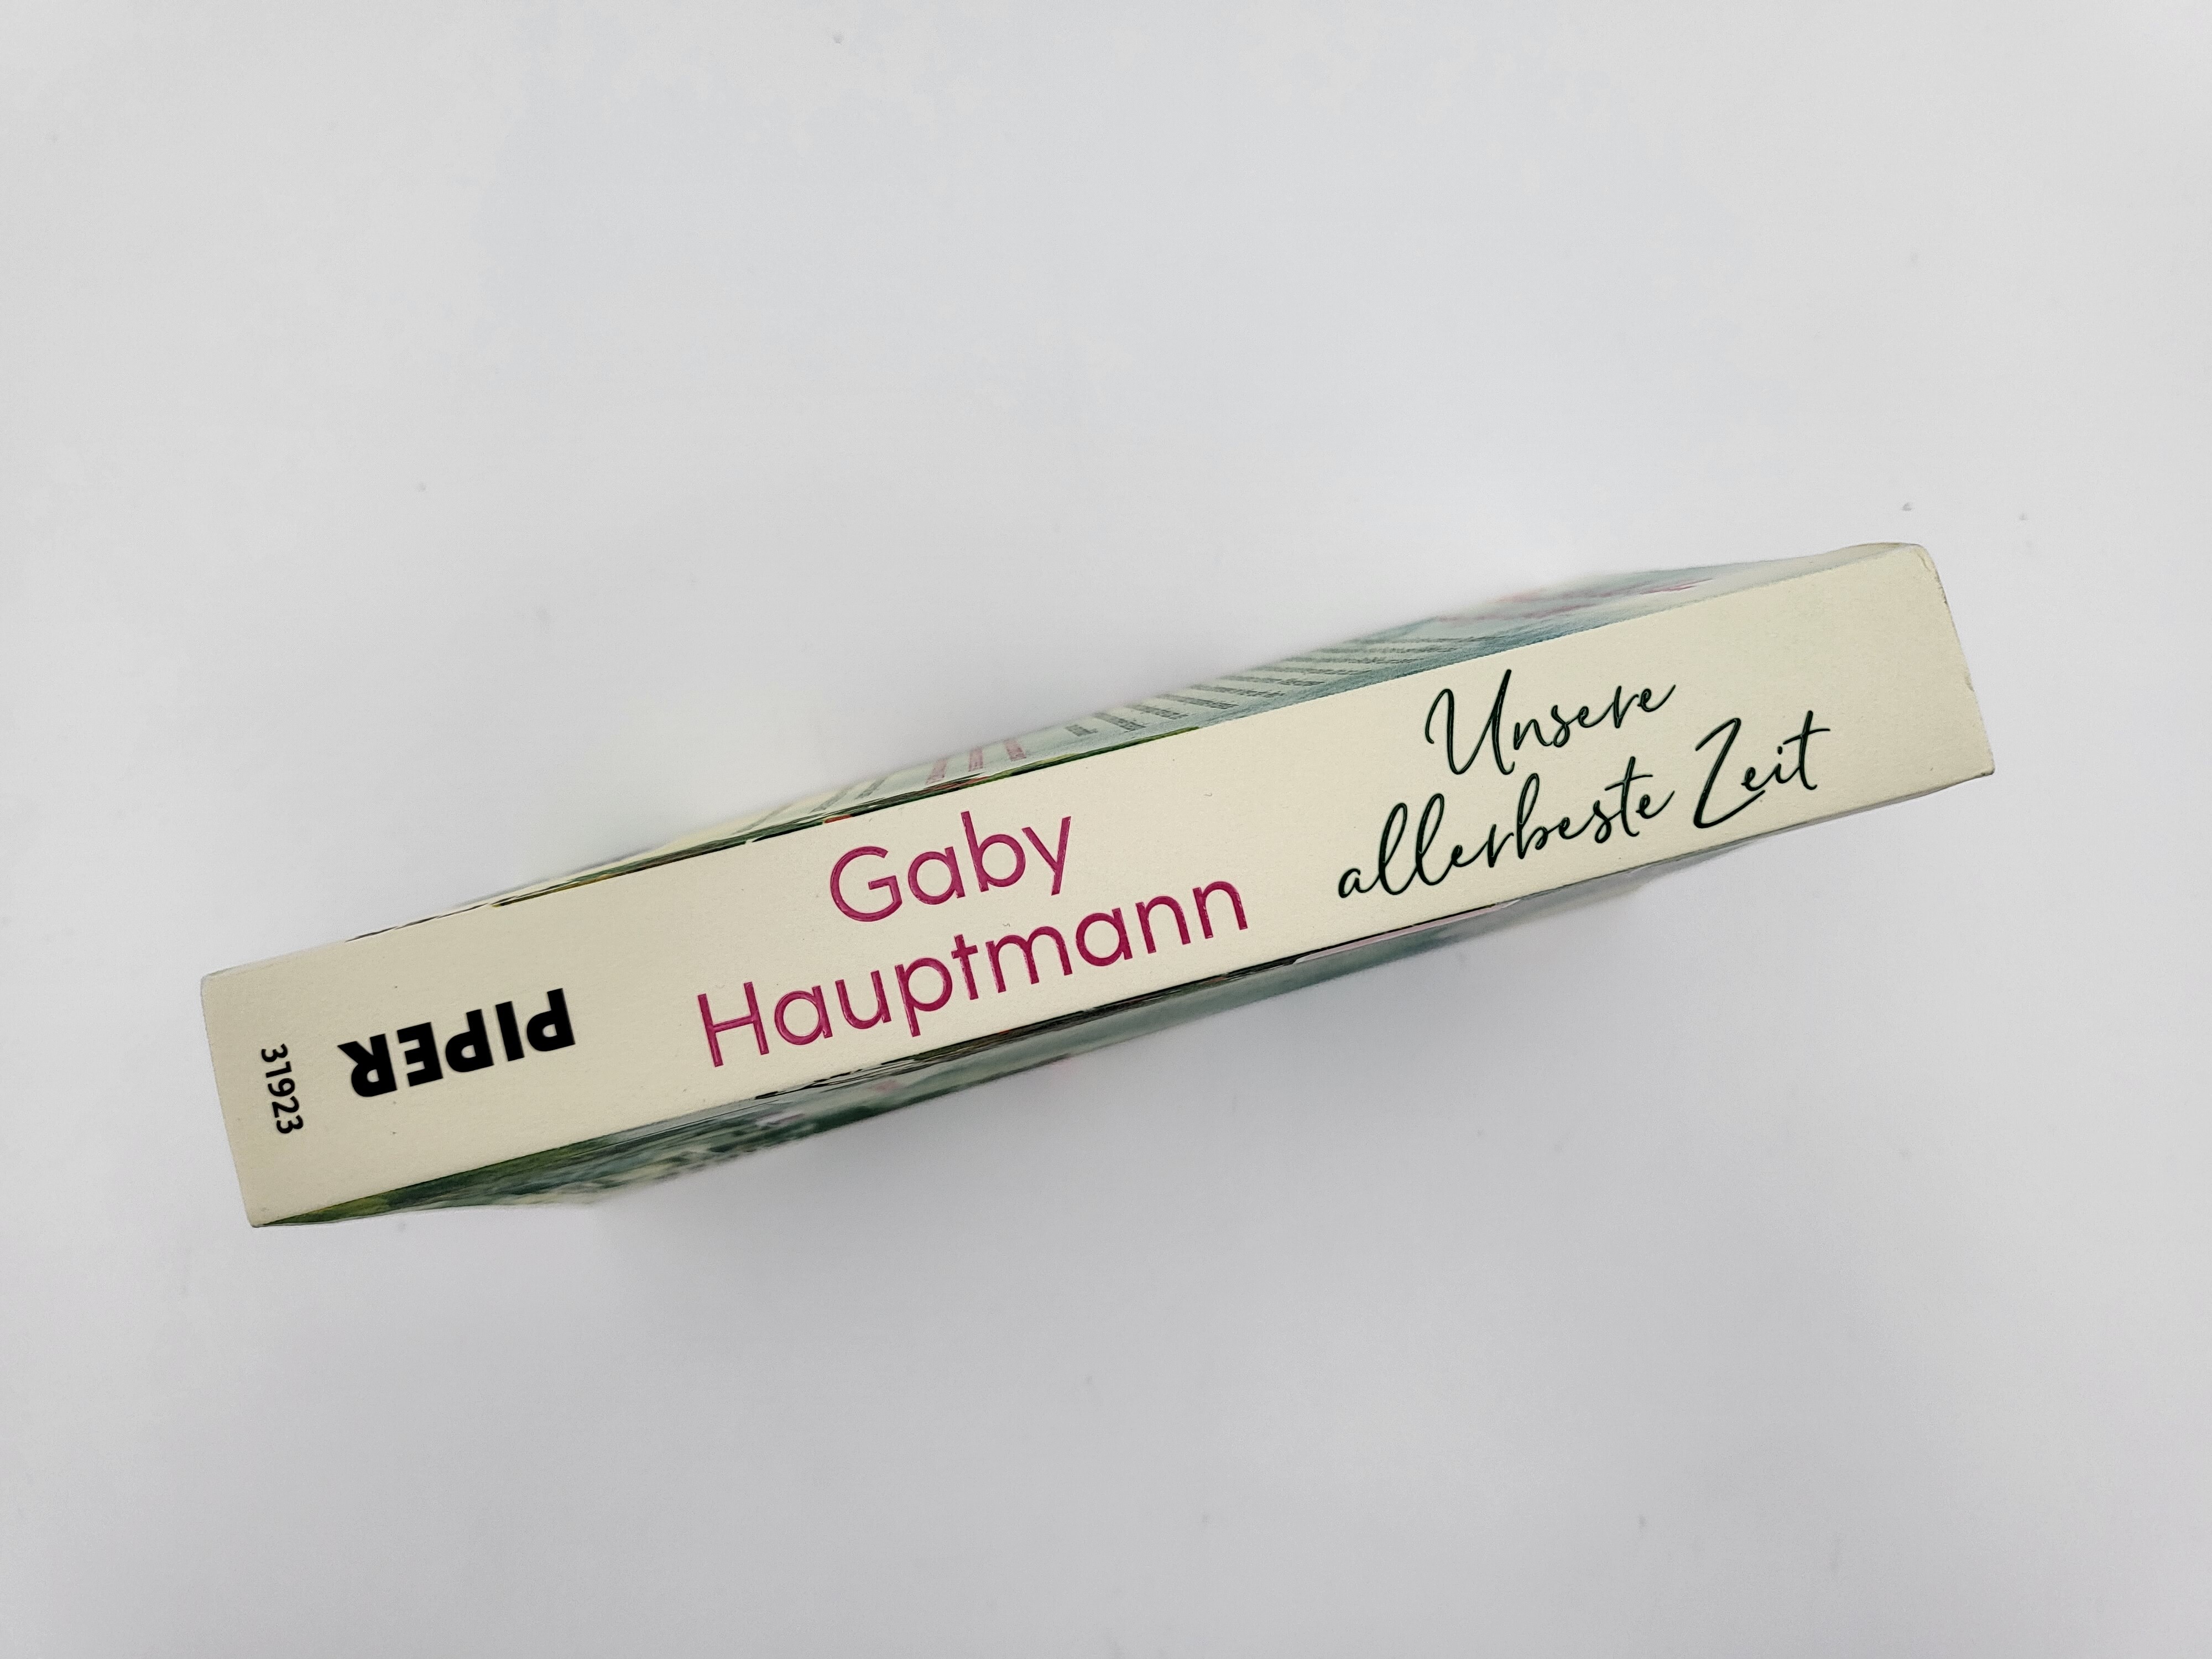 Unsere
allerbeste Zeit
Gaby
Hauptmann
PIPER
31923